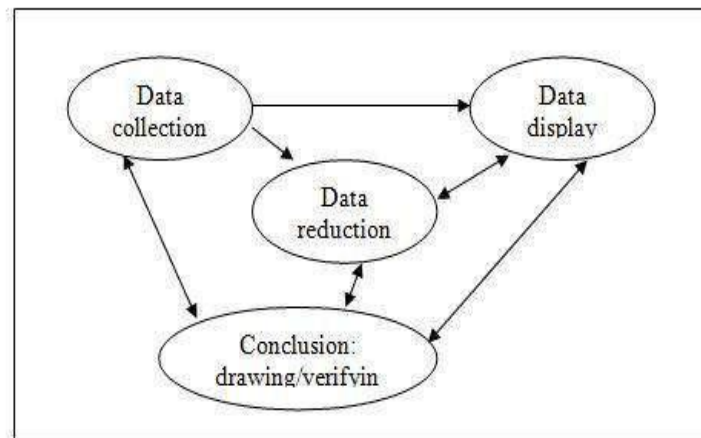 Data
collection
Data
display
Data
reduction
Conclusion:
drawing/verifyin